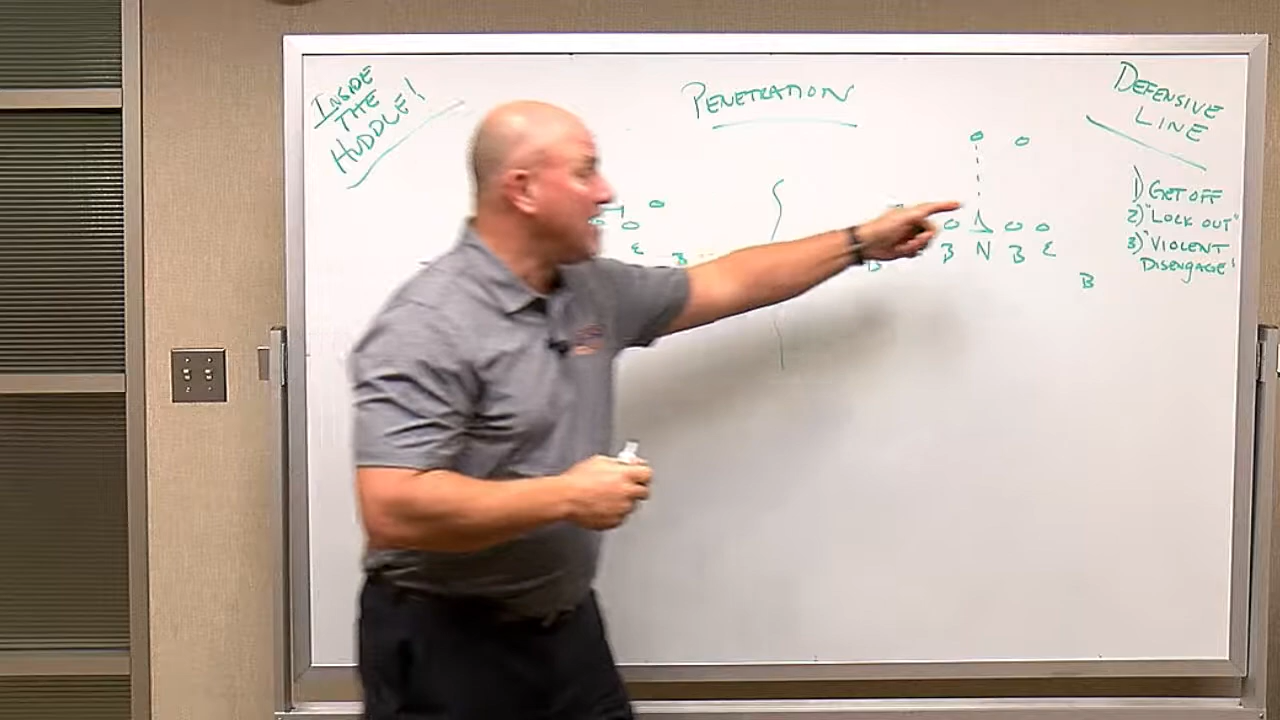 INSIDE
THE
HUDDLE!
PENETRATION
DEFENSIVE
LINE
1) GET OFF
2) "LOCK OUT"
3) "VIOLENT
DISENGAGE"
E
B
B
B N B E
B